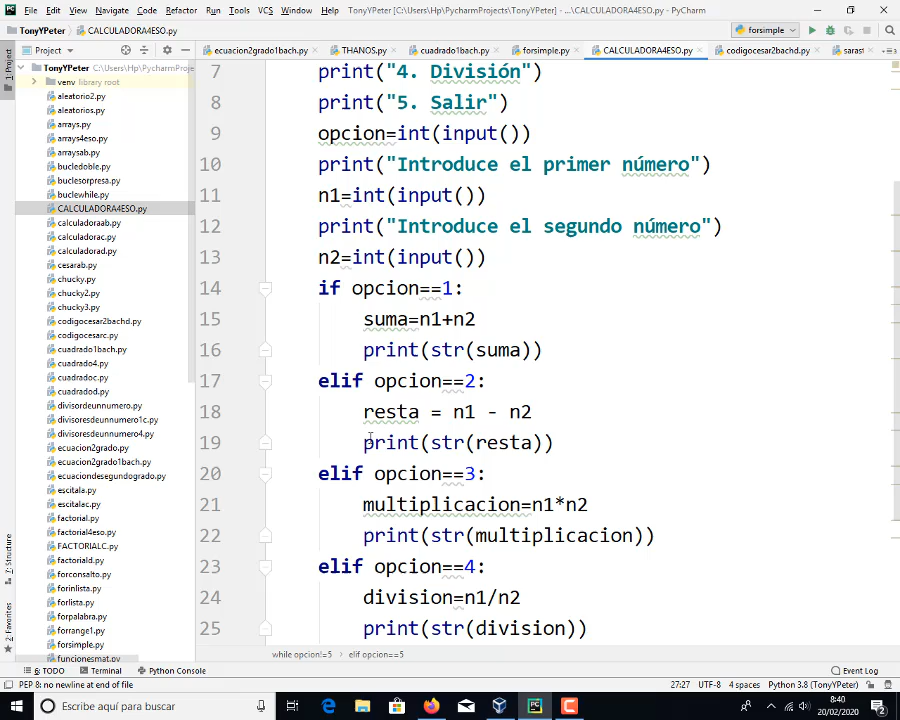 File Edit View Navigate Code Refactor Run Tools VCS Window Help TonyYPeter [C:\Users\Hp\PycharmProjects\TonyYPeter] - ...\CALCULADORA4ESO.py - PyCharm
TonyYPeter CALCULADORA4ESO.py forsimple
Project ecuacion2grado1bach.py THANOS.py cuadrado1bach.py forsimple.py CALCULADORA4ESO.py codigocesar2bachd.py sarast
1: Project
TonyYPeter
venv library root
aleatorio2.py
aleatorios.py
arrays.py
arrays4eso.py
arraysab.py
bucledoble.py
buclesorpresa.py
buclewhile.py
CALCULADORA4ESO.py
calculadoraab.py
calculadorac.py
calculadorad.py
cesarab.py
chucky.py
chucky2.py
chucky3.py
codigocesar2bachd.py
codigocesarc.py
cuadrado1bach.py
cuadrado4.py
cuadradoc.py
cuadradod.py
divisordeunnumero.py
divisoresdeunnumero1c.py
divisoresdeunnumero4.py
ecuacion2grado.py
ecuacion2grado1bach.py
ecuaciondesegundogrado.py
escitala.py
escitalac.py
factorial.py
factorial4eso.py
FACTORIALC.py
factoriald.py
forconsalto.py
forinlista.py
forlista.py
forpalabra.py
forrange1.py
forsimple.py
funcionesmat.py
7 print("4. División")
8 print("5. Salir")
9 opcion=int(input())
10 print("Introduce el primer número")
11 n1=int(input())
12 print("Introduce el segundo número")
13 n2=int(input())
14 if opcion==1:
15 suma=n1+n2
16 print(str(suma))
17 elif opcion==2:
18 resta = n1 - n2
19 print(str(resta))
20 elif opcion==3:
21 multiplicacion=n1*n2
22 print(str(multiplicacion))
23 elif opcion==4:
24 division=n1/n2
25 print(str(division))
7: Structure
2: Favorites
while opcion!=5 elif opcion==5
6: TODO Terminal Python Console Event Log
PEP 8: no newline at end of file 27:27 UTF-8 4 spaces Python 3.8 (TonyYPeter)
Escribe aquí para buscar
8:40
20/02/2020
2